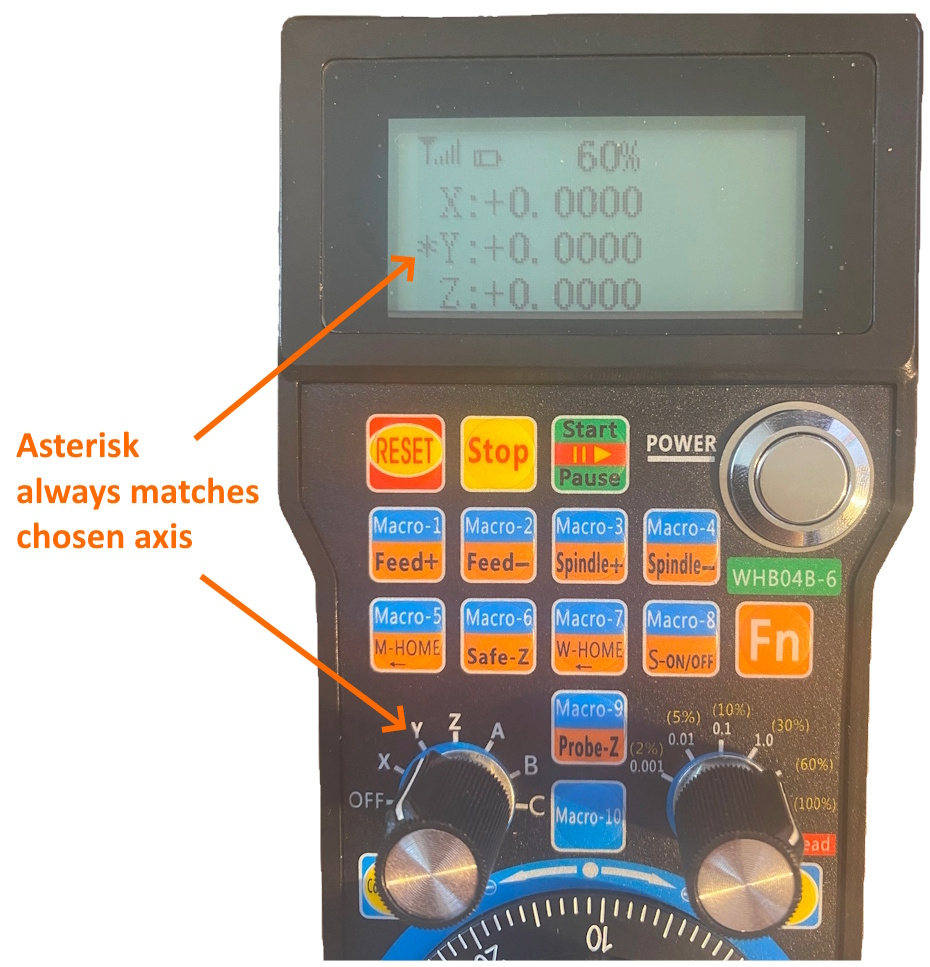 60%
X:+0.0000
*Y:+0.0000
Z:+0.0000
Asterisk
always matches
chosen axis
RESET
Stop
Start
Pause
POWER
Macro-1
Feed+
Macro-2
Feed-
Macro-3
Spindle+
Macro-4
Spindle-
WHB04B-6
Macro-5
M-HOME
Macro-6
Safe-Z
Macro-7
W-HOME
Macro-8
S-ON/OFF
Fn
Macro-9
Probe-Z
Macro-10
OFF
X
Y
Z
A
B
C
0.001
(2%)
0.01
(5%)
0.1
(10%)
1.0
(30%)
(60%)
(100%)
10